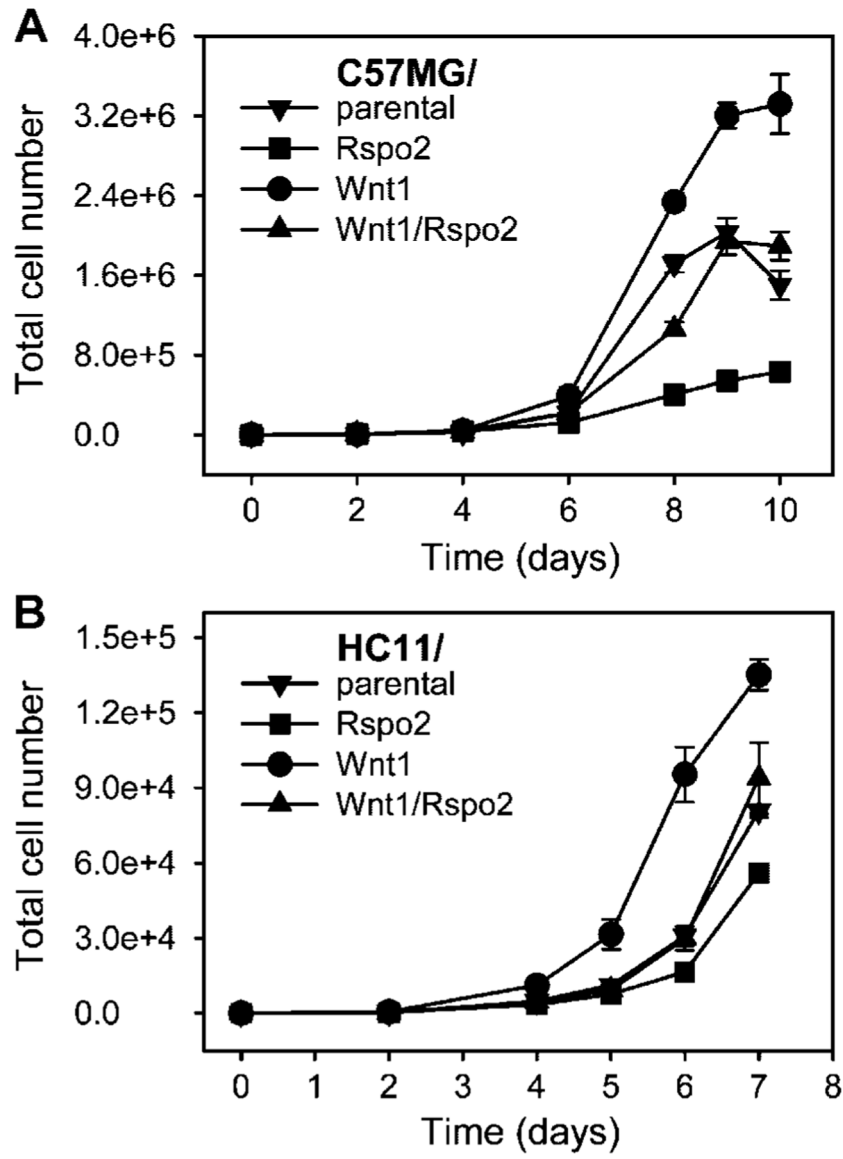 A
4.0e+6
3.2e+6
2.4e+6
1.6e+6
8.0e+5
0.0
Total cell number
C57MG/
parental
Rspo2
Wnt1
Wnt1/Rspo2
0 2 4 6 8 10
Time (days)
B
1.5e+5
1.2e+5
9.0e+4
6.0e+4
3.0e+4
0.0
Total cell number
HC11/
parental
Rspo2
Wnt1
Wnt1/Rspo2
0 1 2 3 4 5 6 7 8
Time (days)